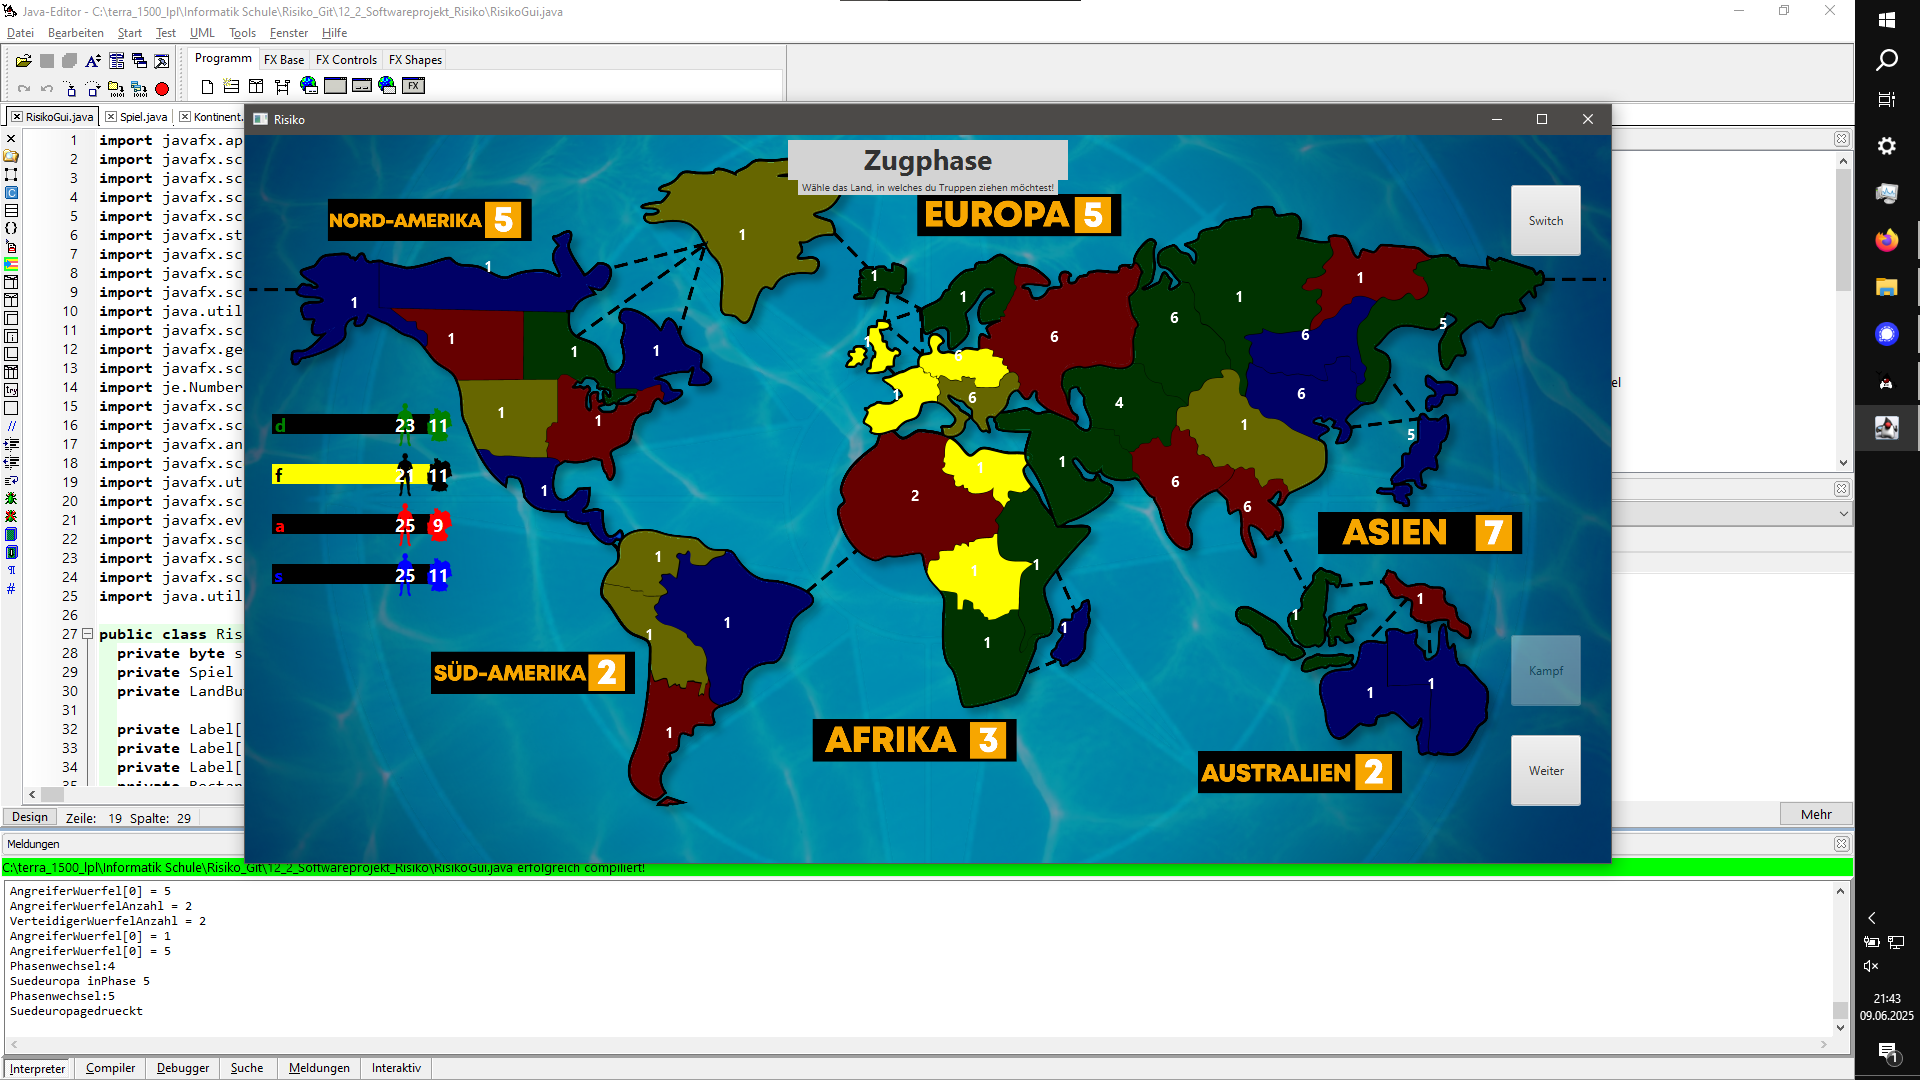 Java-Editor - C:\terra_1500_lpl\Informatik Schule\Risiko_Git\12_2_Softwareprojekt_Risiko\RisikoGui.java
Datei Bearbeiten Start Test UML Tools Fenster Hilfe
Programm FX Base FX Controls FX Shapes
FX
RisikoGui.java Spiel.java Kontinent.
Risiko
1 import javafx.ap
2 import javafx.sc
3 import javafx.sc
4 import javafx.sc
5 import javafx.sc
6 import javafx.st
7 import javafx.sc
8 import javafx.sc
9 import javafx.sc
10 import java.util
11 import javafx.sc
12 import javafx.ge
13 import javafx.sc
14 import je.Number
15 import javafx.sc
16 import javafx.sc
17 import javafx.an
18 import javafx.sc
19 import javafx.ut
20 import javafx.sc
21 import javafx.ev
22 import javafx.sc
23 import javafx.sc
24 import javafx.sc
25 import java.util
26
27 public class Ris
28 private byte s
29 private Spiel
30 private LandBu
31
32 private Label[
33 private Label[
34 private Label[
Zugphase
Wähle das Land, in welches du Truppen ziehen möchtest!
NORD-AMERIKA 5
EUROPA 5
Switch
1
1
1
1
1
1
1
1
1
1
1
1
1
6
6
1
6
1
1
6
5
6
6
4
1
5
6
6
2
1
1
1
1
1
1
1
1
1
1
1
1
1
1
d 23 11
f 21 11
a 25 9
s 25 11
ASIEN 7
SÜD-AMERIKA 2
AFRIKA 3
AUSTRALIEN 2
Kampf
Weiter
Design Zeile: 19 Spalte: 29
Mehr
Meldungen
C:\terra_1500_lpl\Informatik Schule\Risiko_Git\12_2_Softwareprojekt_Risiko\RisikoGui.java erfolgreich compiliert!
AngreiferWuerfel[0] = 5
AngreiferWuerfelAnzahl = 2
VerteidigerWuerfelAnzahl = 2
AngreiferWuerfel[0] = 1
AngreiferWuerfel[0] = 5
Phasenwechsel:4
Suedeuropa inPhase 5
Phasenwechsel:5
Suedeuropagedrueckt
Interpreter Compiler Debugger Suche Meldungen Interaktiv
21:43
09.06.2025
1